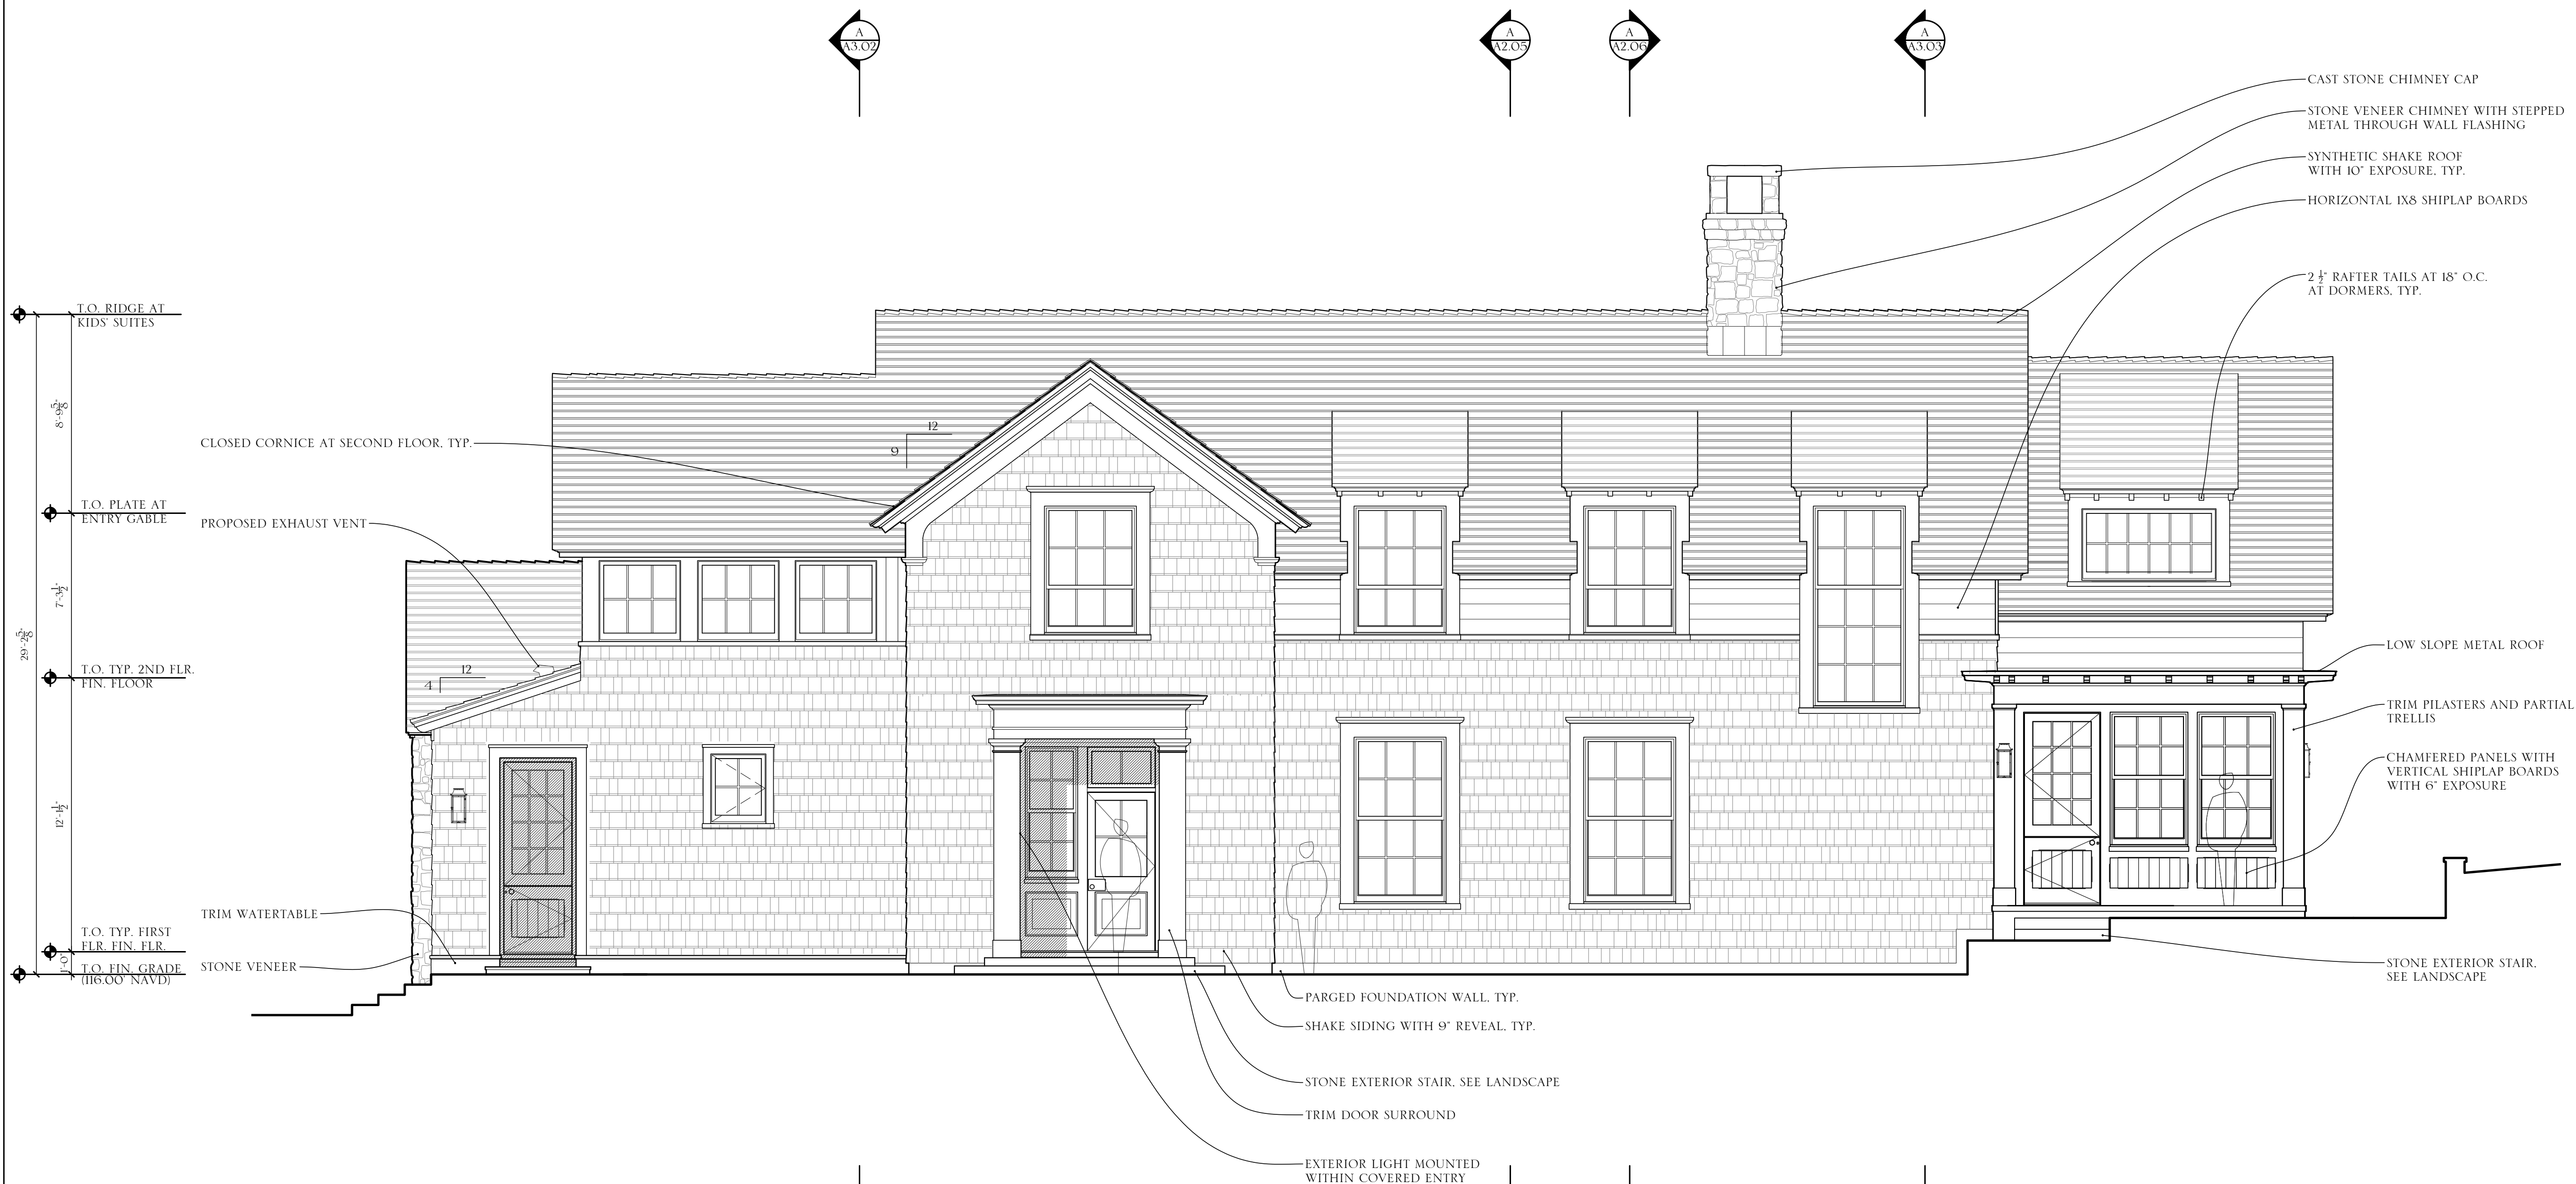 A
A3.02
A
A2.05
A
A2.06
A
A3.03
CAST STONE CHIMNEY CAP
STONE VENEER CHIMNEY WITH STEPPED
METAL THROUGH WALL FLASHING
SYNTHETIC SHAKE ROOF
WITH 10" EXPOSURE, TYP.
HORIZONTAL 1X8 SHIPLAP BOARDS
2 1/2" RAFTER TAILS AT 18" O.C.
AT DORMERS, TYP.
LOW SLOPE METAL ROOF
TRIM PILASTERS AND PARTIAL
TRELLIS
CHAMFERED PANELS WITH
VERTICAL SHIPLAP BOARDS
WITH 6" EXPOSURE
STONE EXTERIOR STAIR,
SEE LANDSCAPE
T.O. RIDGE AT
KIDS' SUITES
8'-9 5/8"
CLOSED CORNICE AT SECOND FLOOR, TYP.
12
9
T.O. PLATE AT
ENTRY GABLE
PROPOSED EXHAUST VENT
7'-3 1/2"
29'-2 5/8"
T.O. TYP. 2ND FLR.
FIN. FLOOR
12
4
12'-1 1/2"
TRIM WATERTABLE
T.O. TYP. FIRST
FLR. FIN. FLR.
1'-0"
T.O. FIN. GRADE
(116.00' NAVD)
STONE VENEER
PARGED FOUNDATION WALL, TYP.
SHAKE SIDING WITH 9" REVEAL, TYP.
STONE EXTERIOR STAIR, SEE LANDSCAPE
TRIM DOOR SURROUND
EXTERIOR LIGHT MOUNTED
WITHIN COVERED ENTRY